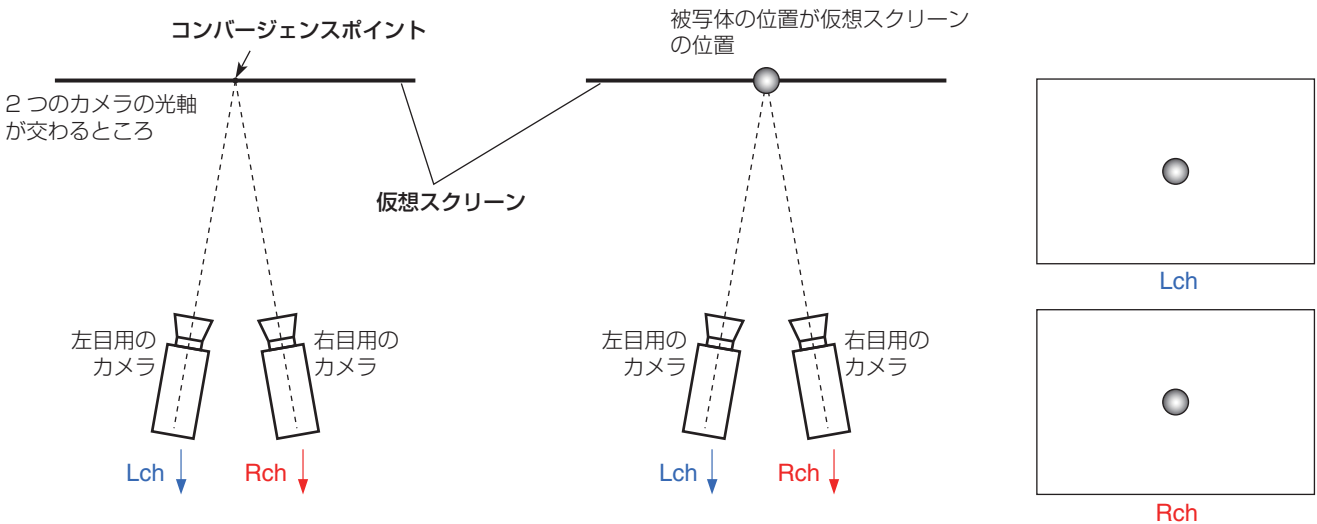 コンバージェンスポイント
2 つのカメラの光軸
が交わるところ
仮想スクリーン
左目用の
カメラ
右目用の
カメラ
Lch
Rch
被写体の位置が仮想スクリーン
の位置
左目用の
カメラ
右目用の
カメラ
Lch
Rch
Lch
Rch